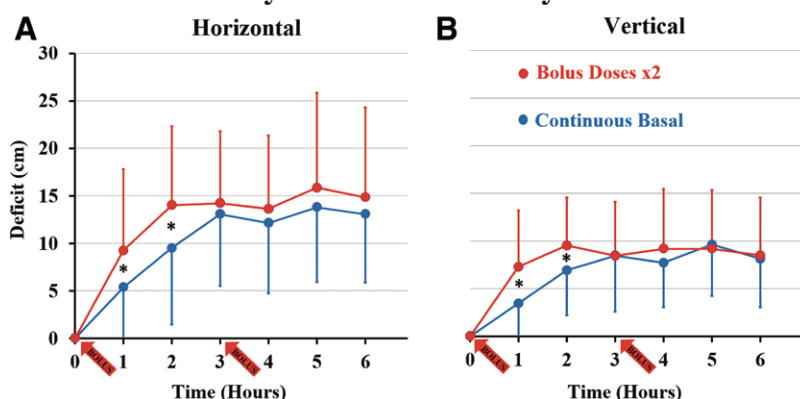 A
Horizontal
30
25
20
15
10
5
0
Deficit (cm)
*
*
0 1 2 3 4 5 6
BOLUS
BOLUS
Time (Hours)
B
Vertical
Bolus Doses x2
Continuous Basal
*
*
0 1 2 3 4 5 6
BOLUS
BOLUS
Time (Hours)